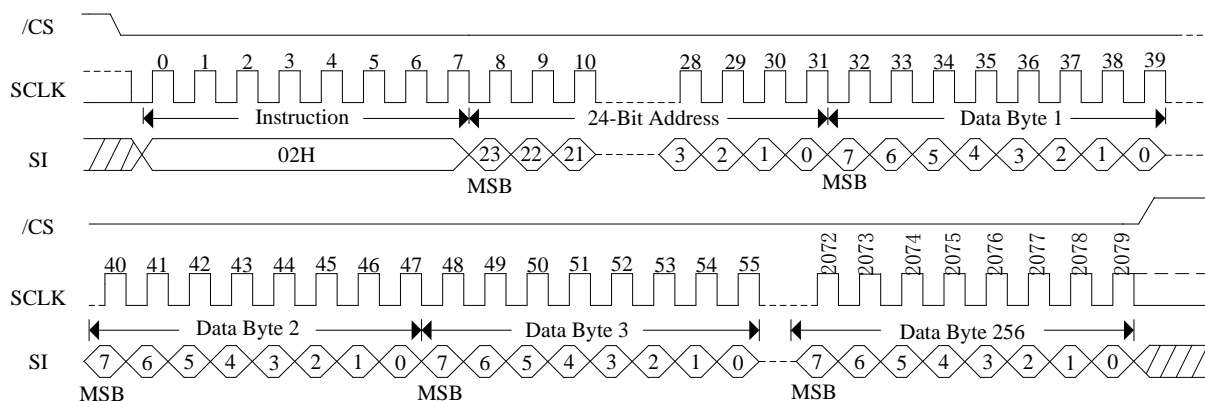 /CS
0 1 2 3 4 5 6 7 8 9 10 28 29 30 31 32 33 34 35 36 37 38 39
SCLK
Instruction 24-Bit Address Data Byte 1
SI 02H 23 22 21 3 2 1 0 7 6 5 4 3 2 1 0
MSB MSB
/CS
40 41 42 43 44 45 46 47 48 49 50 51 52 53 54 55 2072 2073 2074 2075 2076 2077 2078 2079
SCLK
Data Byte 2 Data Byte 3 Data Byte 256
SI 7 6 5 4 3 2 1 0 7 6 5 4 3 2 1 0 7 6 5 4 3 2 1 0
MSB MSB MSB